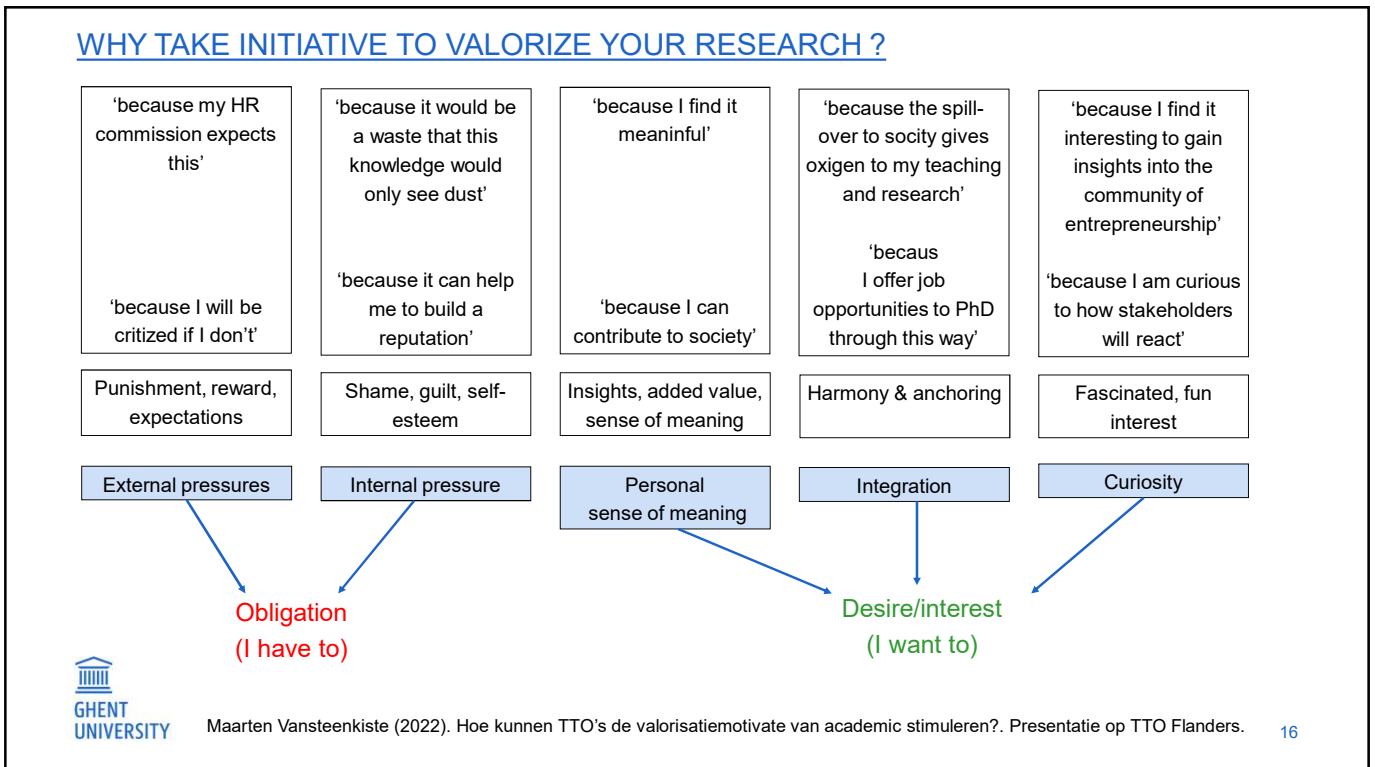 WHY TAKE INITIATIVE TO VALORIZE YOUR RESEARCH ?
‘because my HR
commission expects
this’
‘because I will be
critized if I don’t’
‘because it would be
a waste that this
knowledge would
only see dust’
‘because it can help
me to build a
reputation’
‘because I find it
meaninful’
‘because I can
contribute to society’
‘because the spill-
over to socity gives
oxigen to my teaching
and research’
‘becaus
I offer job
opportunities to PhD
through this way’
‘because I find it
interesting to gain
insights into the
community of
entrepreneurship’
‘because I am curious
to how stakeholders
will react’
Punishment, reward,
expectations
Shame, guilt, self-
esteem
Insights, added value,
sense of meaning
Harmony & anchoring
Fascinated, fun
interest
External pressures
Internal pressure
Personal
sense of meaning
Integration
Curiosity
Obligation
(I have to)
Desire/interest
(I want to)
GHENT
UNIVERSITY
Maarten Vansteenkiste (2022). Hoe kunnen TTO’s de valorisatiemotivate van academic stimuleren?. Presentatie op TTO Flanders.
16